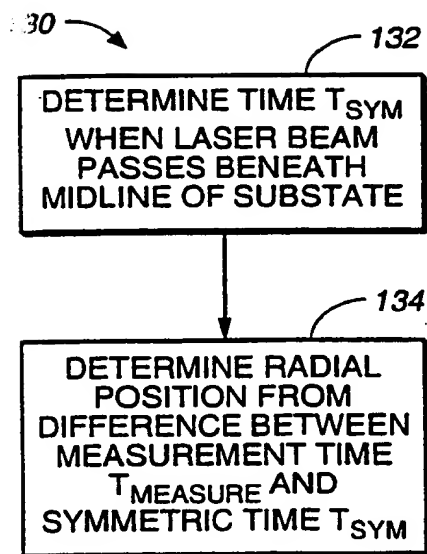 132
DETERMINE TIME TSYM
WHEN LASER BEAM
PASSES BENEATH
MIDLINE OF SUBSTATE
134
DETERMINE RADIAL
POSITION FROM
DIFFERENCE BETWEEN
MEASUREMENT TIME
TMEASURE AND
SYMMETRIC TIME TSYM